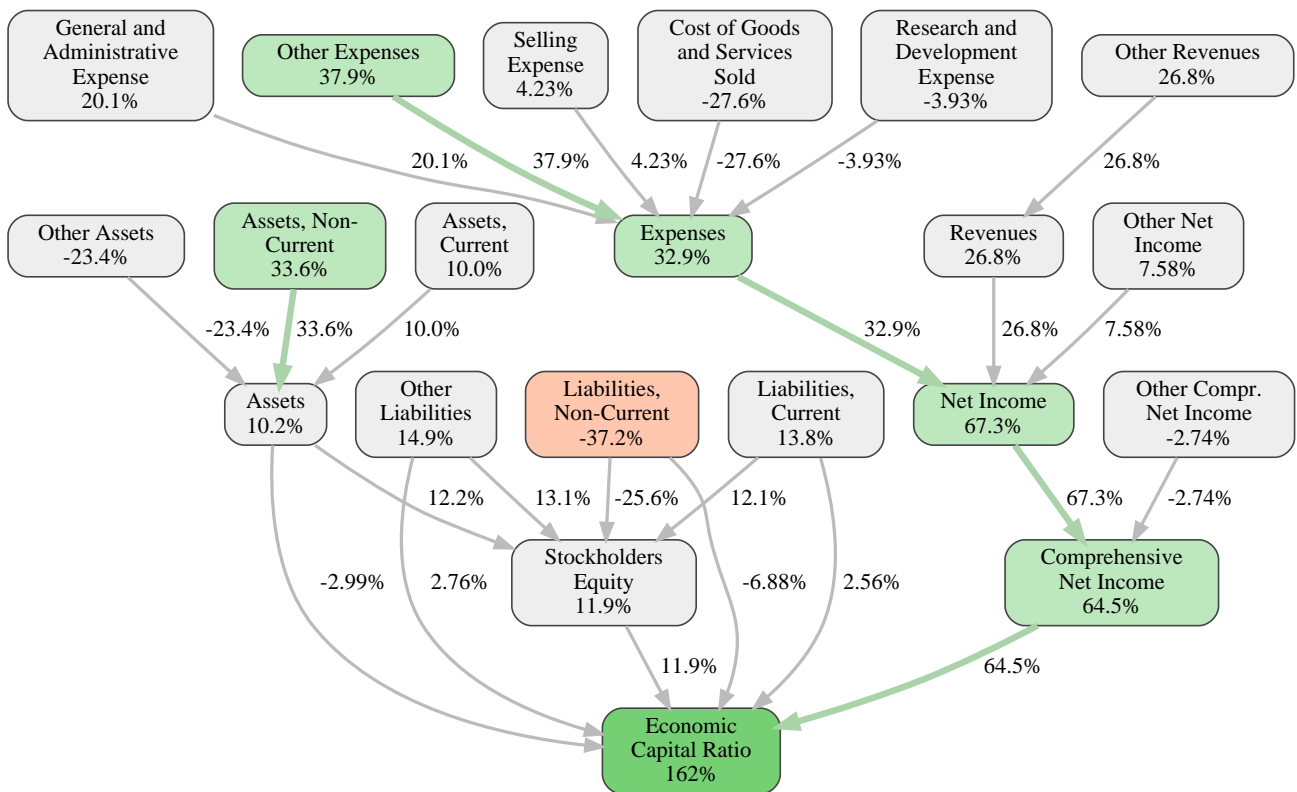 General and
Administrative
Expense
20.1%
Other Expenses
37.9%
Selling
Expense
4.23%
Cost of Goods
and Services
Sold
-27.6%
Research and
Development
Expense
-3.93%
Other Revenues
26.8%
20.1%
37.9%
4.23%
-27.6%
-3.93%
26.8%
Other Assets
-23.4%
Assets, Non-
Current
33.6%
Assets,
Current
10.0%
Expenses
32.9%
Revenues
26.8%
Other Net
Income
7.58%
-23.4%
33.6%
10.0%
32.9%
26.8%
7.58%
Assets
10.2%
Other
Liabilities
14.9%
Liabilities,
Non-Current
-37.2%
Liabilities,
Current
13.8%
Net Income
67.3%
Other Compr.
Net Income
-2.74%
12.2%
13.1%
-25.6%
12.1%
67.3%
-2.74%
-2.99%
2.76%
Stockholders
Equity
11.9%
-6.88%
2.56%
Comprehensive
Net Income
64.5%
11.9%
64.5%
Economic
Capital Ratio
162%